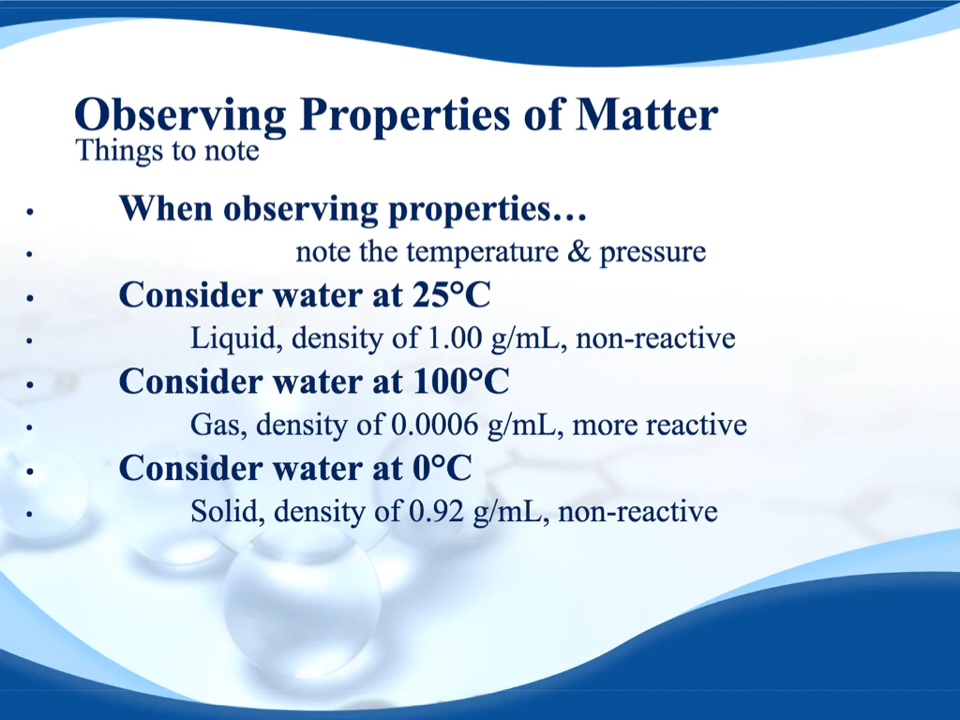 Observing Properties of Matter
Things to note
• When observing properties…
• note the temperature & pressure
• Consider water at 25°C
• Liquid, density of 1.00 g/mL, non-reactive
• Consider water at 100°C
• Gas, density of 0.0006 g/mL, more reactive
• Consider water at 0°C
• Solid, density of 0.92 g/mL, non-reactive